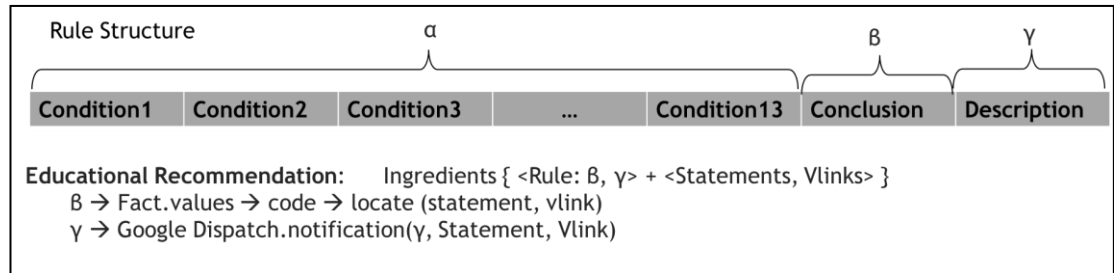 Rule Structure
α
β
γ
Condition1 Condition2 Condition3 ... Condition13 Conclusion Description
Educational Recommendation: Ingredients { <Rule: β, γ> + <Statements, Vlinks> }
β → Fact.values → code → locate (statement, vlink)
γ → Google Dispatch.notification(γ, Statement, Vlink)